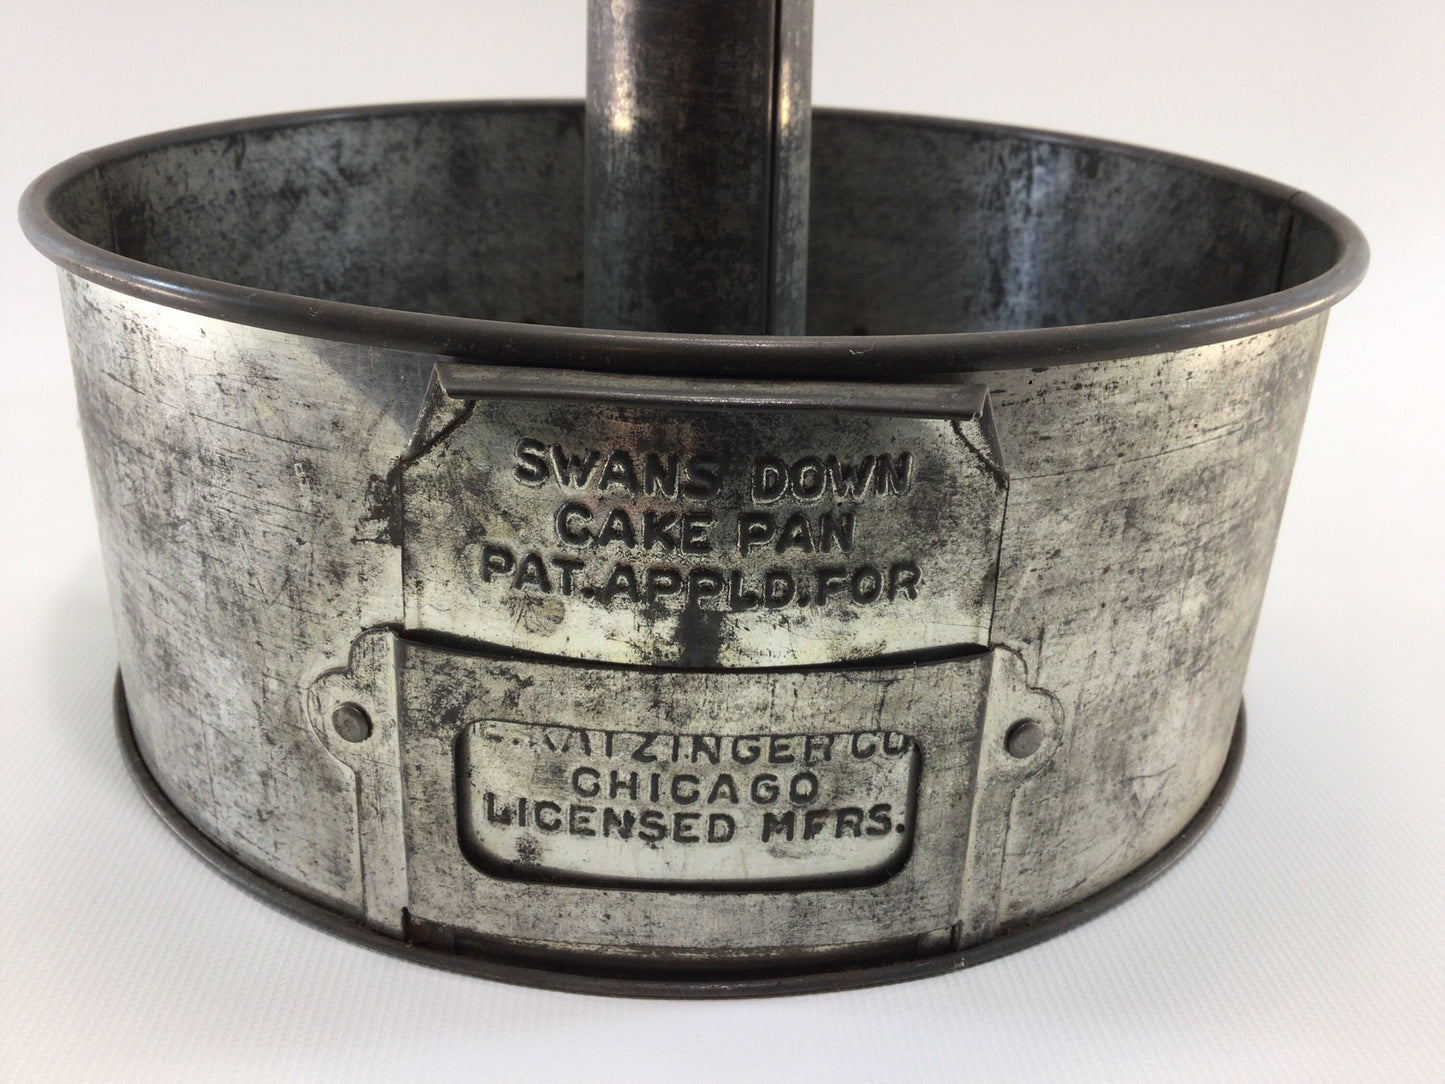 SWANS DOWN
CAKE PAN
PAT. APPLD. FOR
E. KATZINGER CO
CHICAGO
LICENSED MFRS.